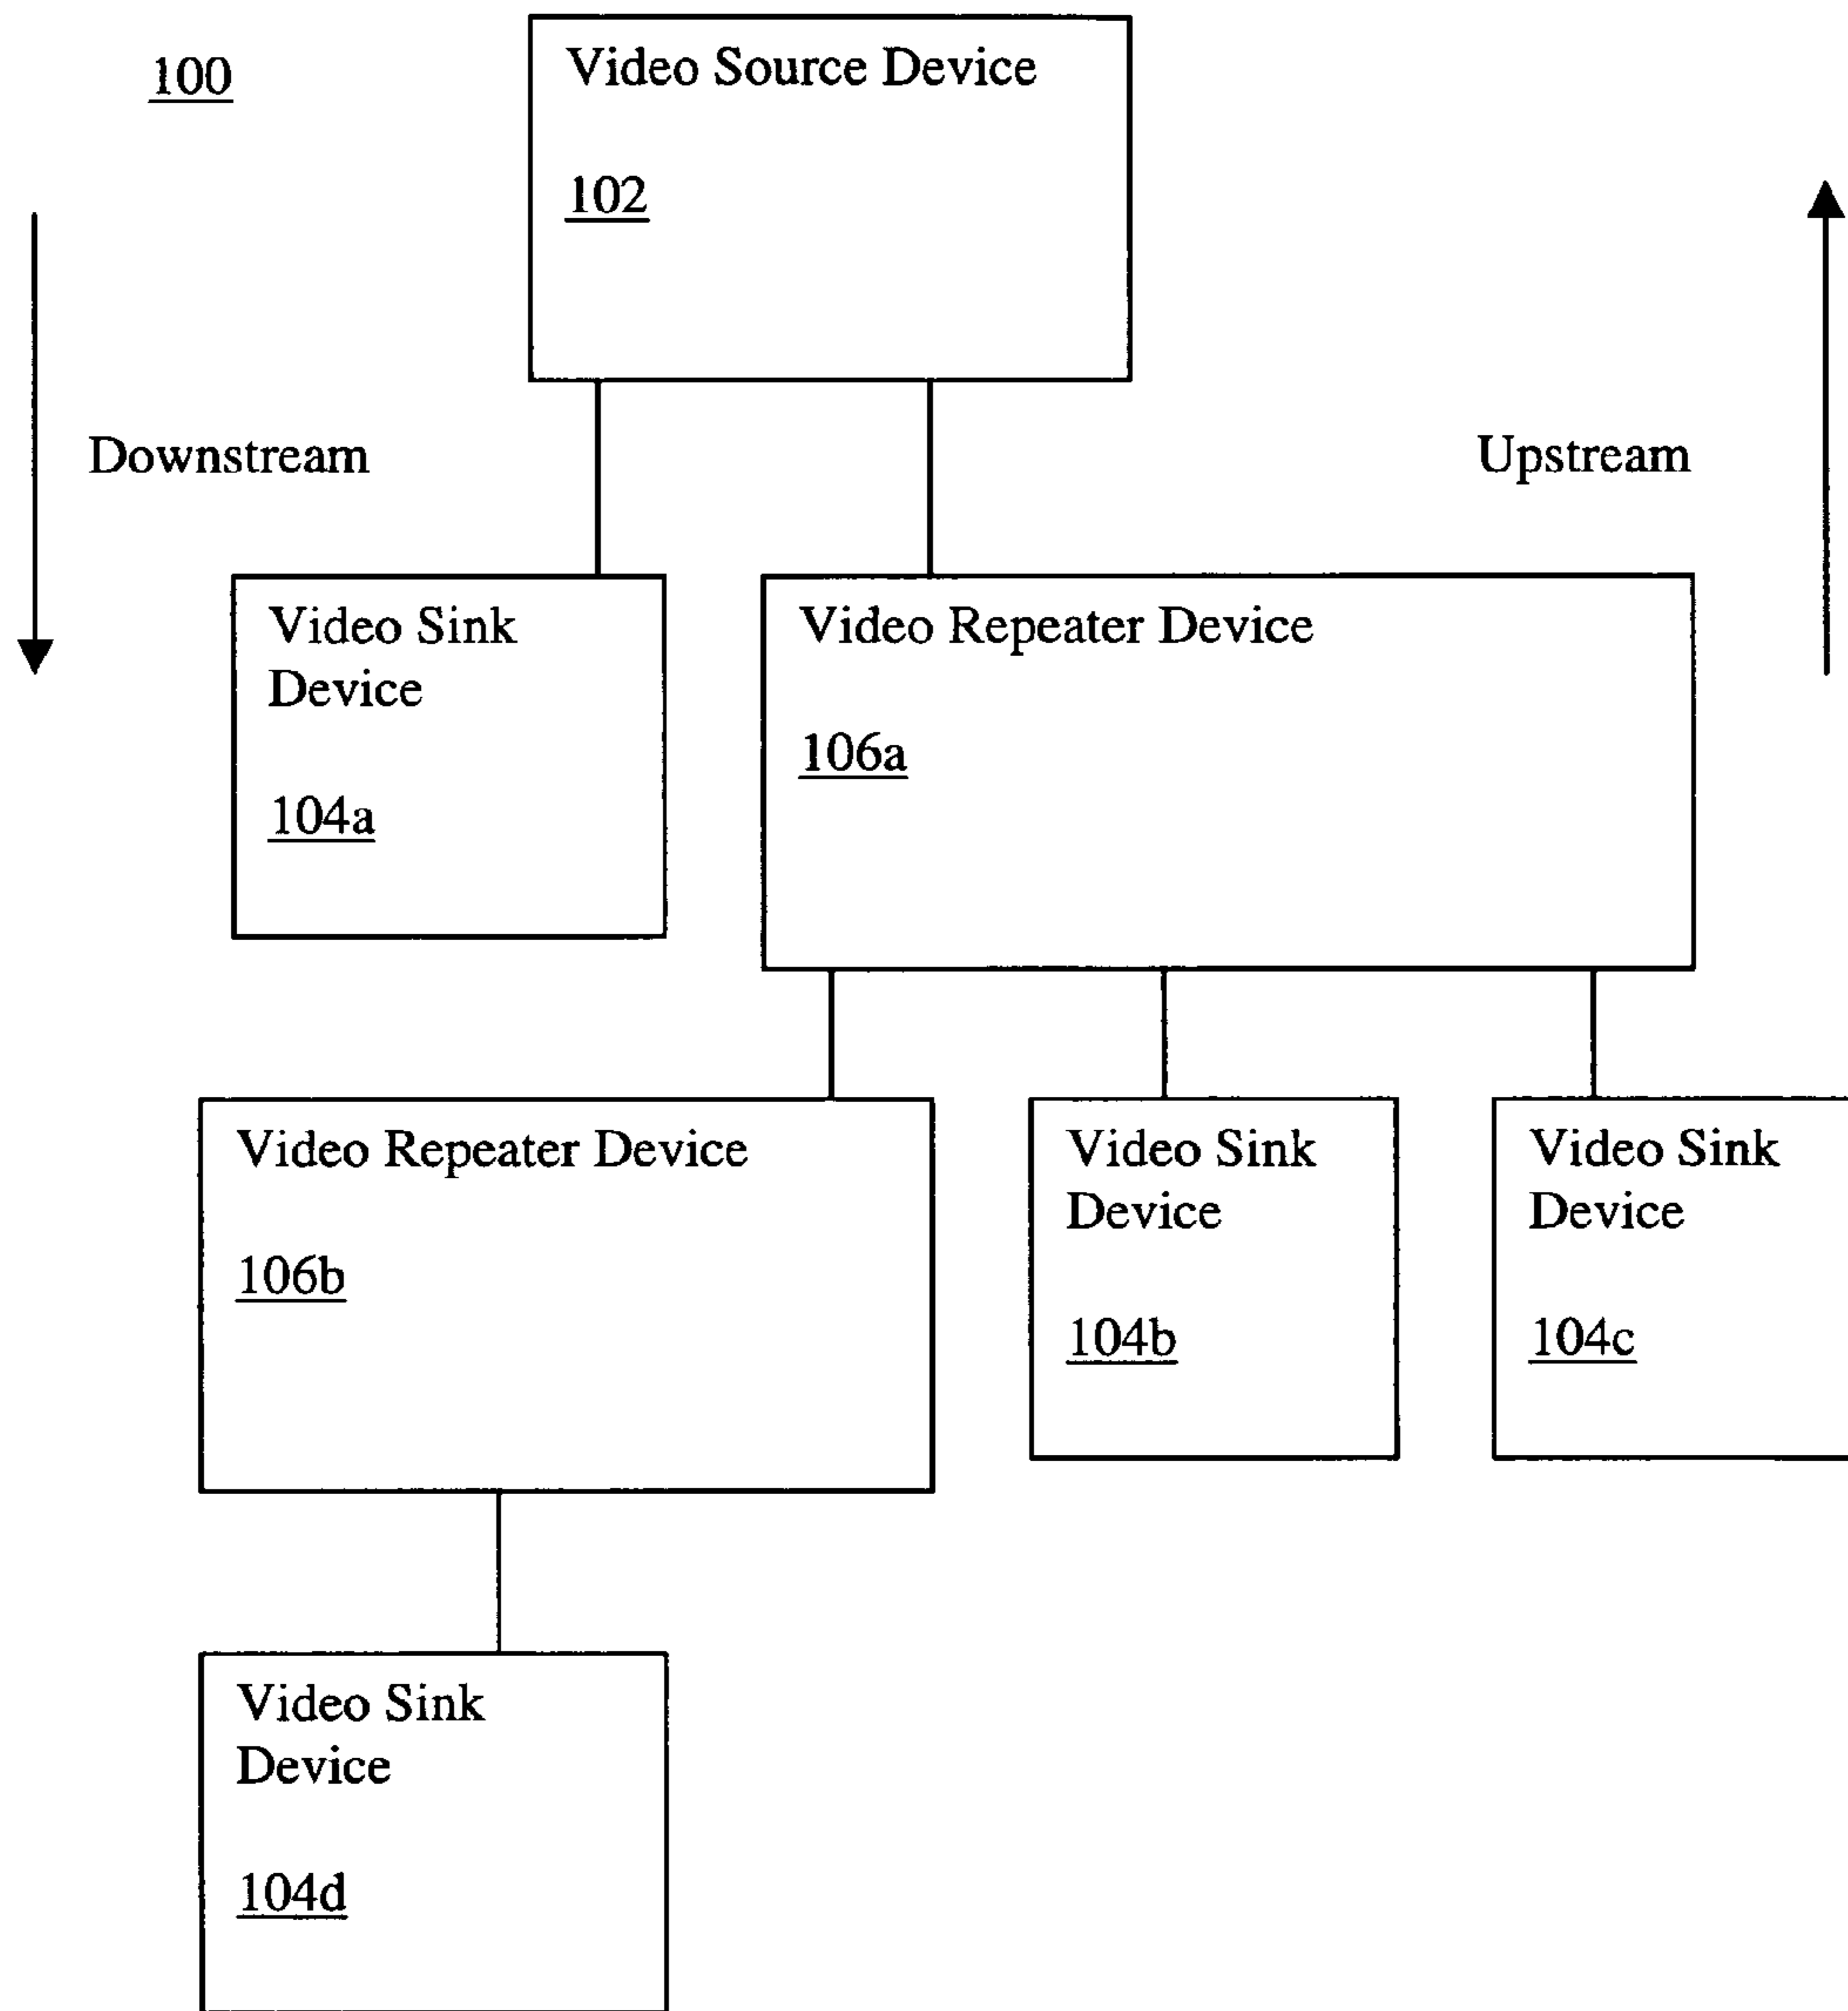 100
Video Source Device
102
Downstream
Upstream
Video Sink
Device
104a
Video Repeater Device
106a
Video Repeater Device
106b
Video Sink
Device
104b
Video Sink
Device
104c
Video Sink
Device
104d